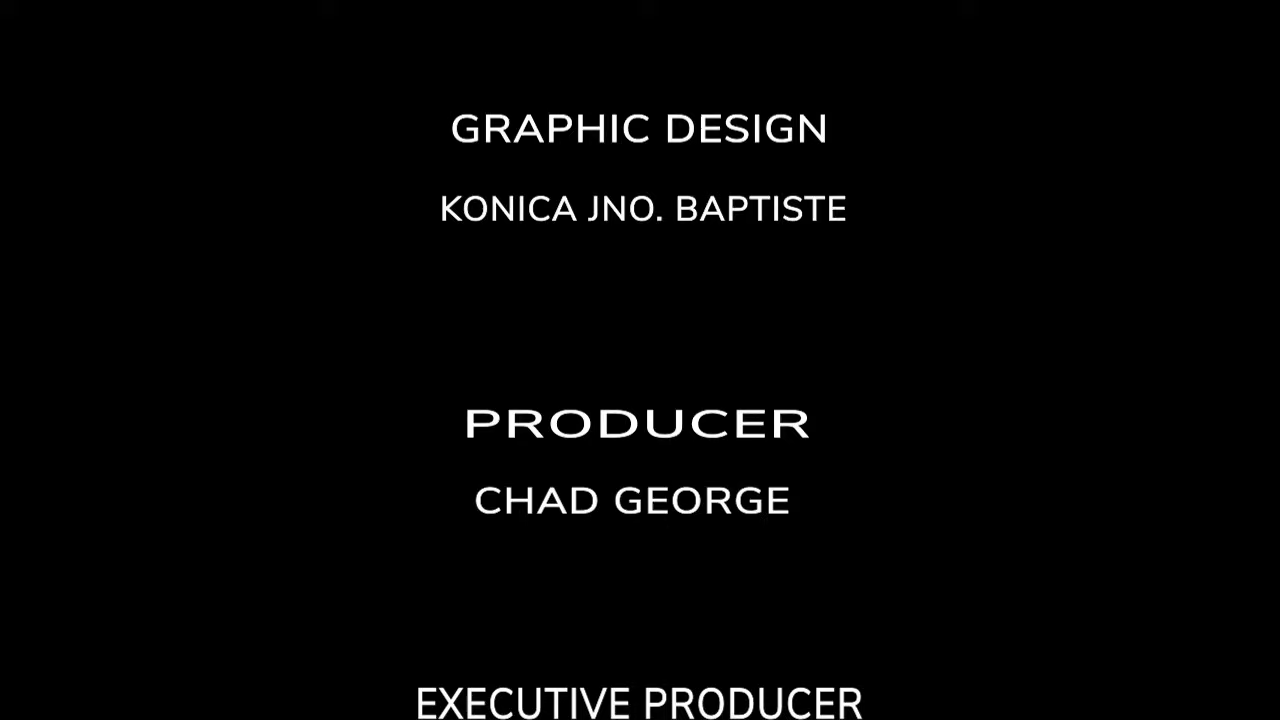 GRAPHIC DESIGN
KONICA JNO. BAPTISTE
PRODUCER
CHAD GEORGE
EXECUTIVE PRODUCER